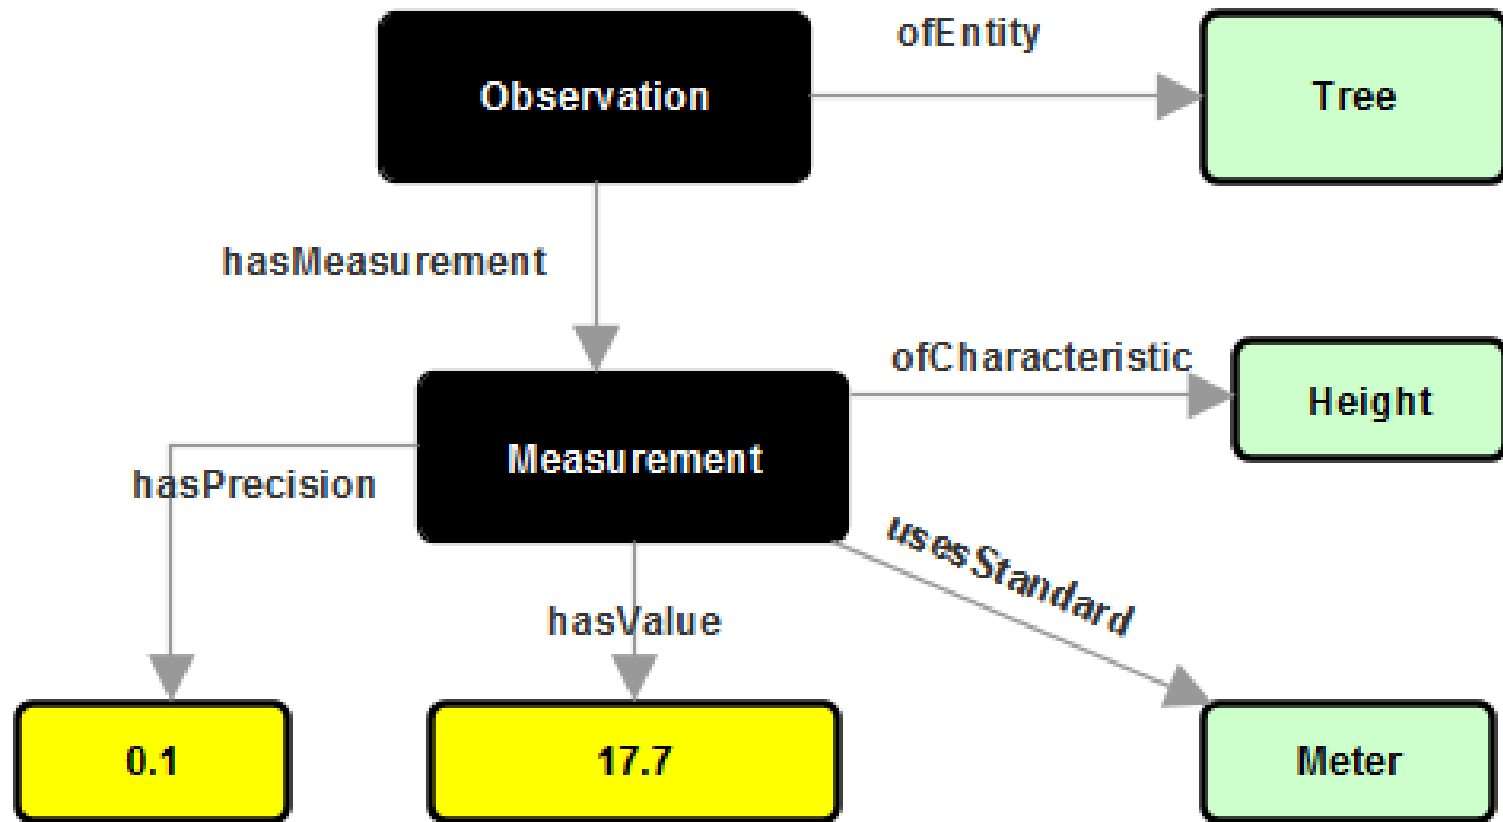 ofEntity
Observation
Tree
hasMeasurement
ofCharacteristic
Height
Measurement
hasPrecision
usesStandard
hasValue
0.1
17.7
Meter